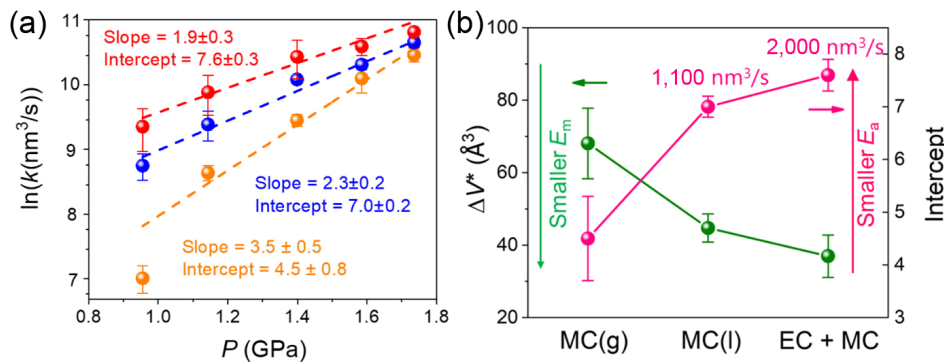 (a)
11
10
9
8
7
ln(k(nm³/s))
Slope = 1.9±0.3
Intercept = 7.6±0.3
Slope = 2.3±0.2
Intercept = 7.0±0.2
Slope = 3.5 ± 0.5
Intercept = 4.5 ± 0.8
0.8 1.0 1.2 1.4 1.6 1.8
P (GPa)
(b)
100
80
60
40
20
ΔV* (Å³)
Smaller Eₘ
1,100 nm³/s
2,000 nm³/s
Smaller Eₐ
8
7
6
5
4
3
Intercept
MC(g) MC(l) EC + MC